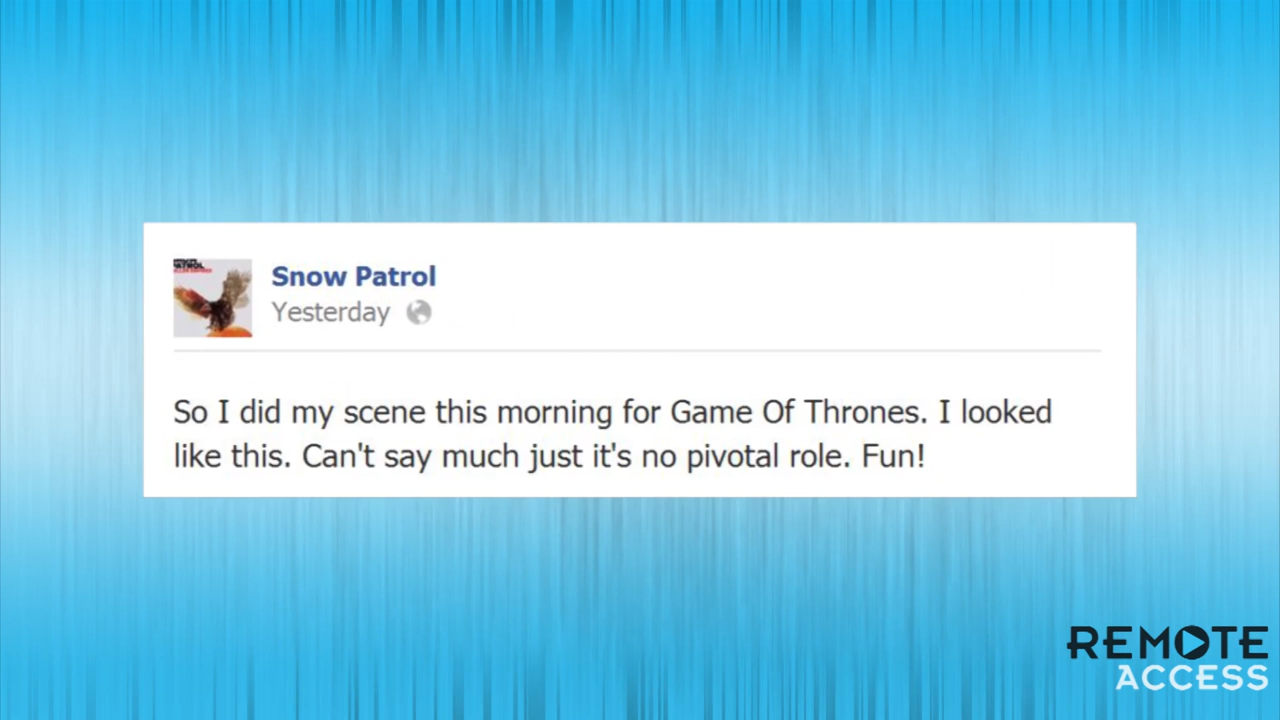 Snow Patrol
Yesterday
So I did my scene this morning for Game Of Thrones. I looked
like this. Can't say much just it's no pivotal role. Fun!
REMOTE
ACCESS